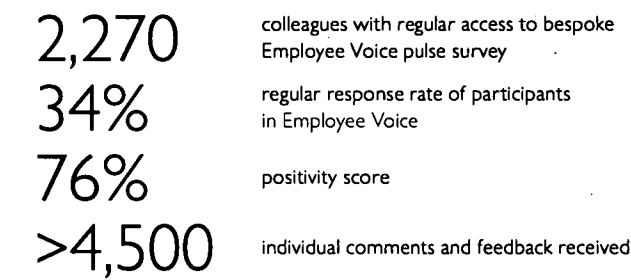 2,270 colleagues with regular access to bespoke
Employee Voice pulse survey
34% regular response rate of participants
in Employee Voice
76% positivity score
>4,500 individual comments and feedback received